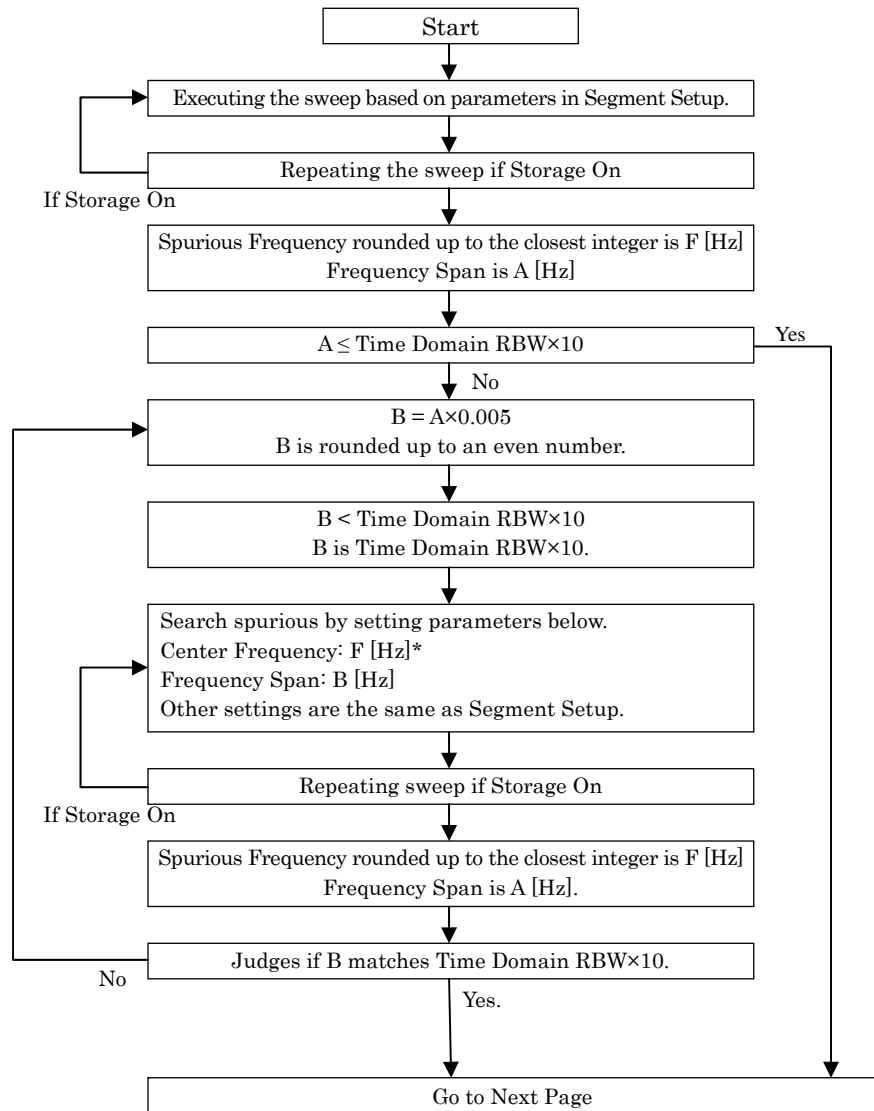 Start
Executing the sweep based on parameters in Segment Setup.
Repeating the sweep if Storage On
If Storage On
Spurious Frequency rounded up to the closest integer is F [Hz]
Frequency Span is A [Hz]
A ≤ Time Domain RBW×10
Yes
No
B = A×0.005
B is rounded up to an even number.
B < Time Domain RBW×10
B is Time Domain RBW×10.
Search spurious by setting parameters below.
Center Frequency: F [Hz]*
Frequency Span: B [Hz]
Other settings are the same as Segment Setup.
Repeating sweep if Storage On
If Storage On
Spurious Frequency rounded up to the closest integer is F [Hz]
Frequency Span is A [Hz].
Judges if B matches Time Domain RBW×10.
No
Yes.
Go to Next Page